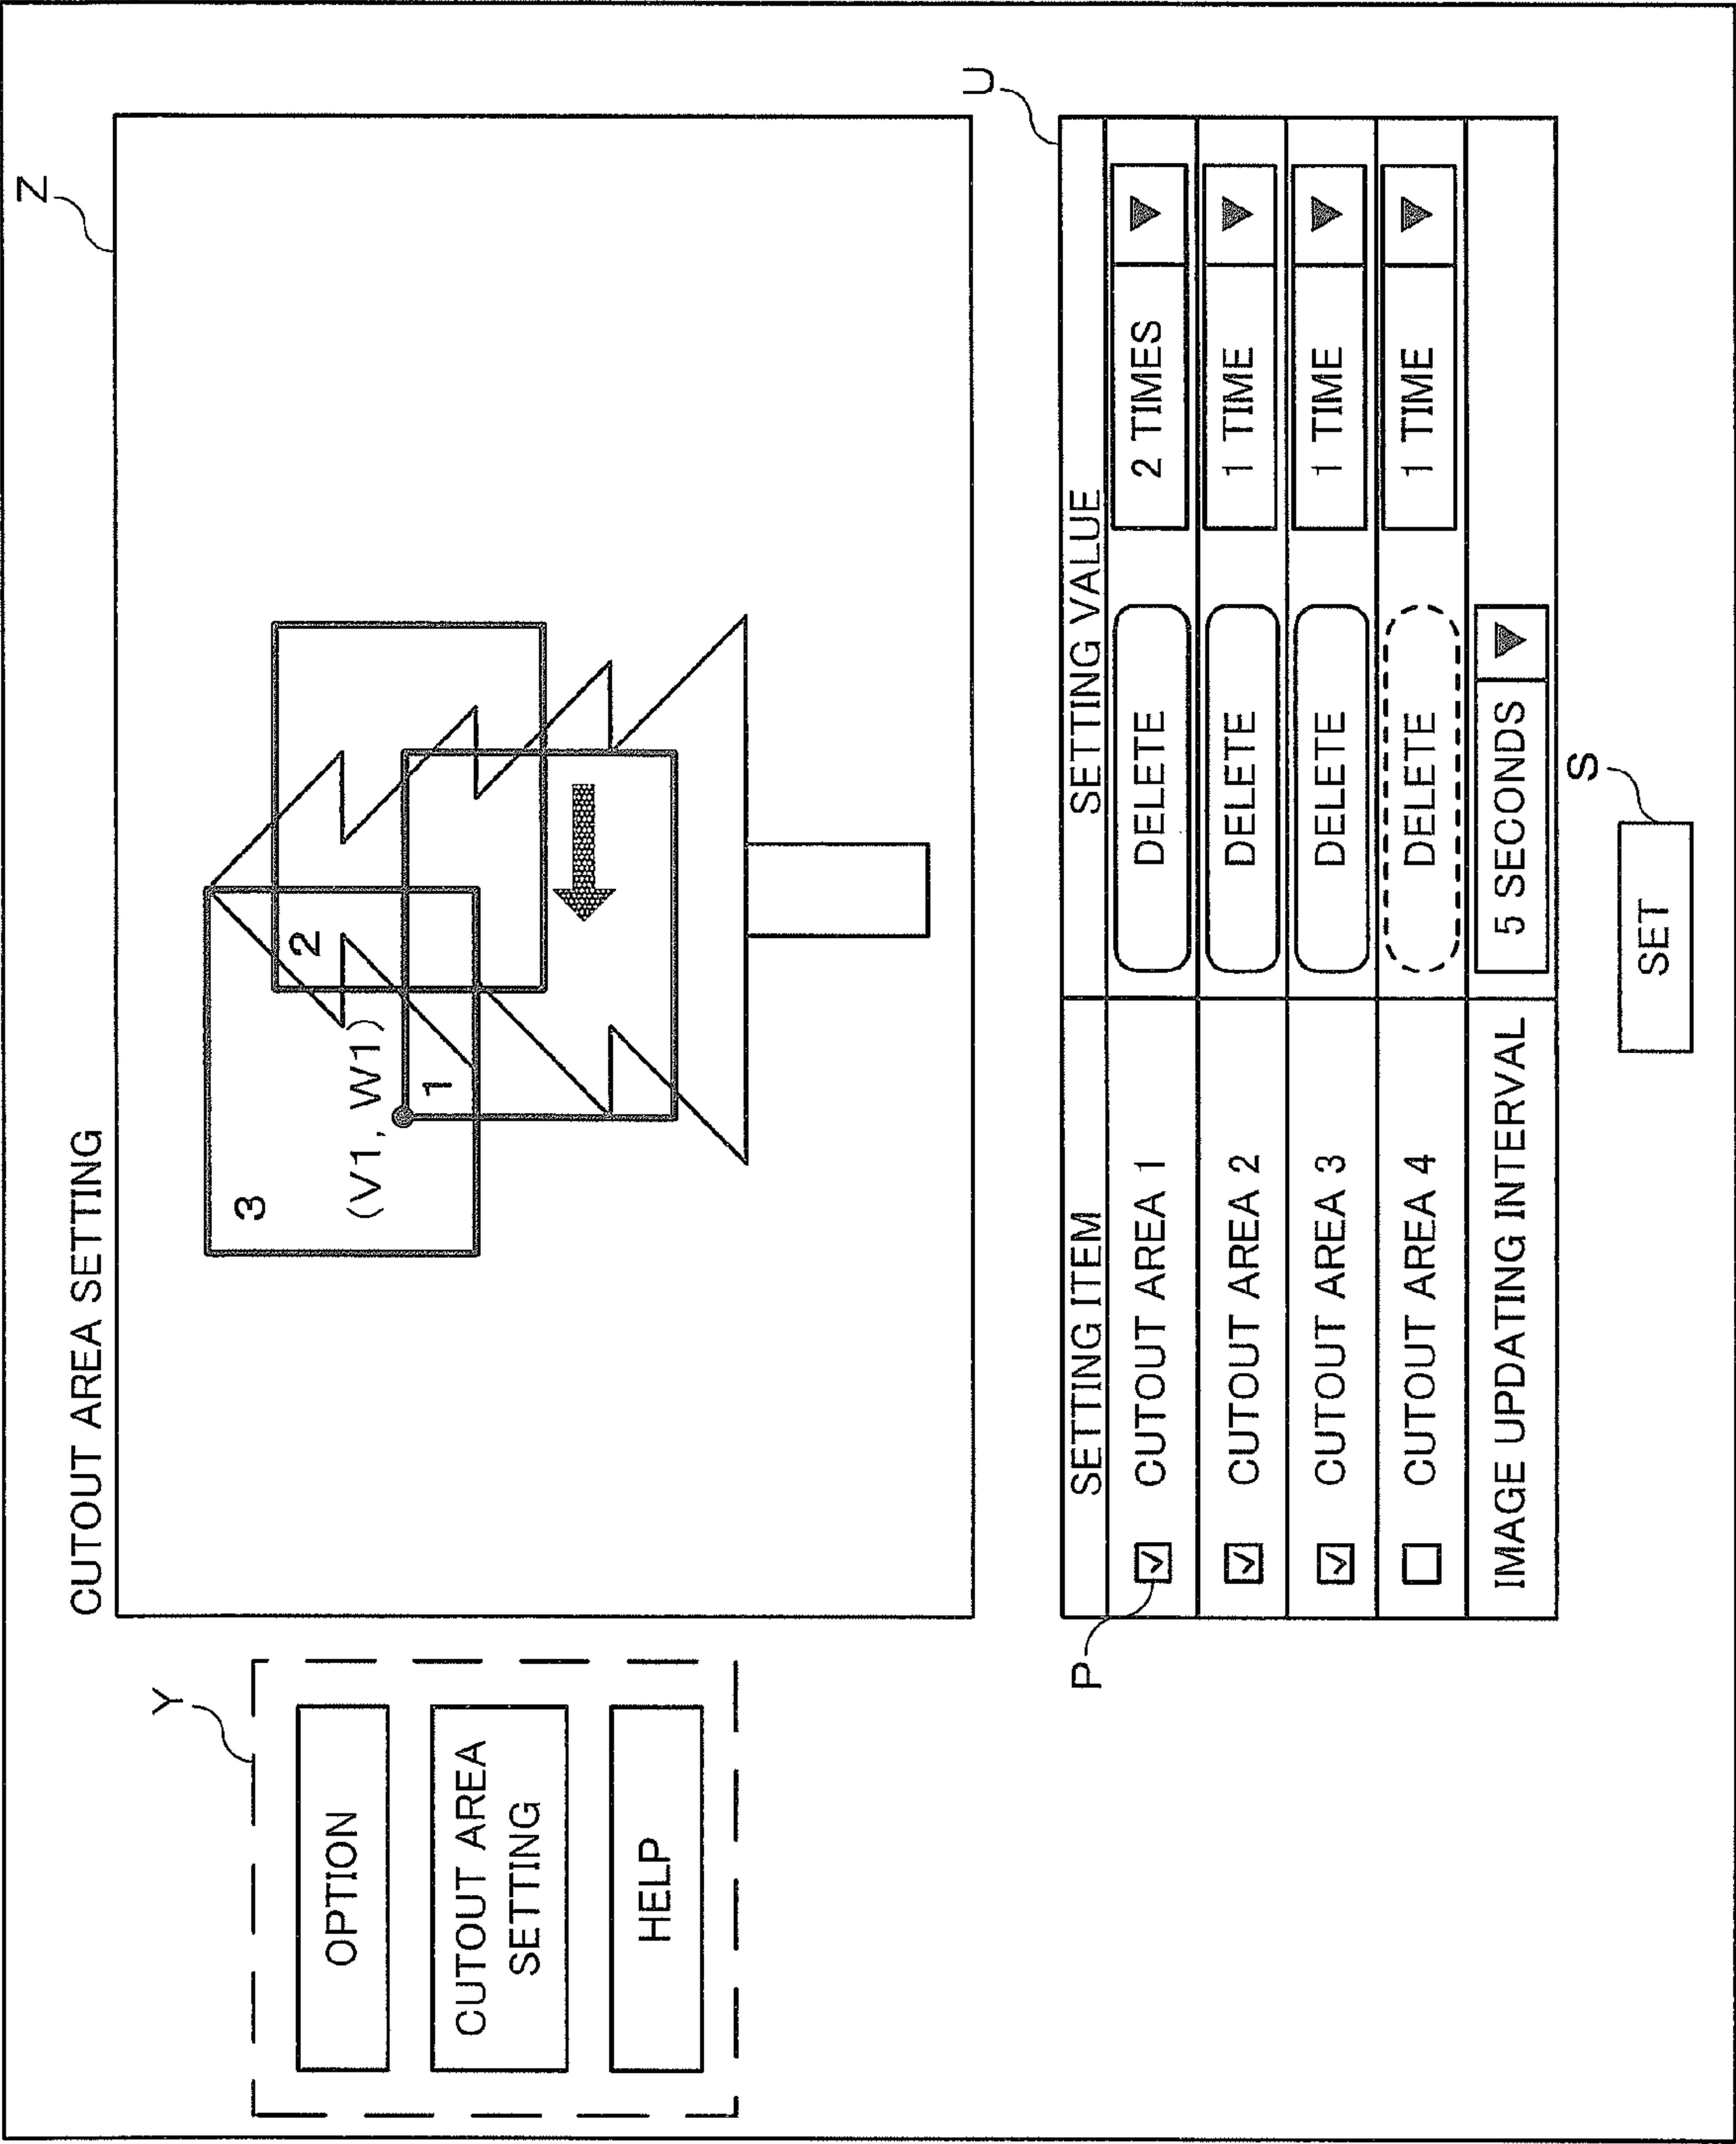 Z
CUTOUT AREA SETTING
Y
OPTION
CUTOUT AREA
SETTING
HELP
3
2
(V1, W1)
1
U
SETTING ITEM
SETTING VALUE
P
CUTOUT AREA 1
DELETE
2 TIMES
CUTOUT AREA 2
DELETE
1 TIME
CUTOUT AREA 3
DELETE
1 TIME
CUTOUT AREA 4
DELETE
1 TIME
IMAGE UPDATING INTERVAL
5 SECONDS
S
SET